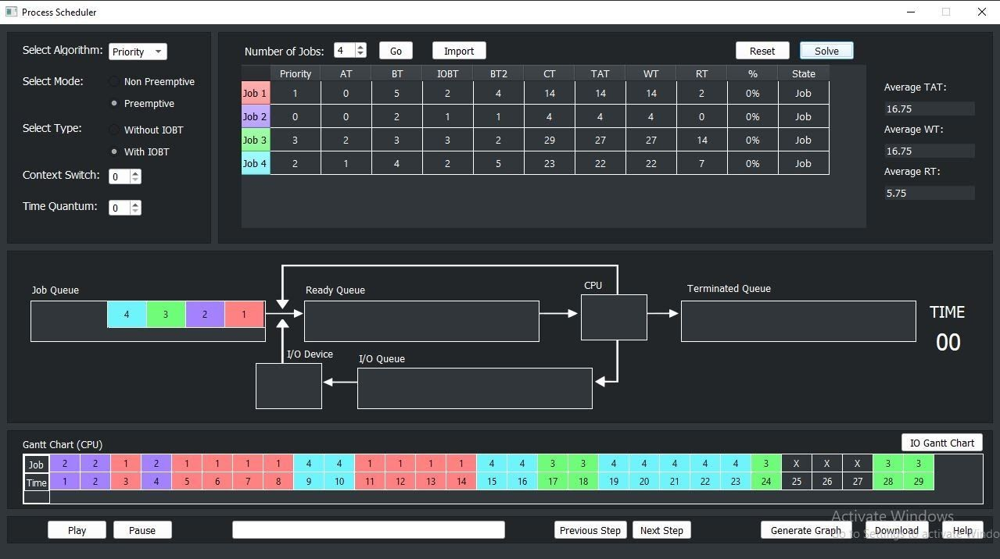 Process Scheduler
Select Algorithm: Priority
Select Mode: Non Preemptive
Preemptive
Select Type: Without IOBT
With IOBT
Context Switch: 0
Time Quantum: 0
Number of Jobs: 4 Go Import Reset Solve
Priority AT BT IOBT BT2 CT TAT WT RT % State
Job 1 1 0 5 2 4 14 14 14 2 0% Job
Job 2 0 0 2 1 1 4 4 4 0 0% Job
Job 3 3 2 3 3 2 29 27 27 14 0% Job
Job 4 2 1 4 2 5 23 22 22 7 0% Job
Average TAT:
16.75
Average WT:
16.75
Average RT:
5.75
Job Queue
4 3 2 1
Ready Queue
CPU
Terminated Queue
TIME
00
I/O Device
I/O Queue
Gantt Chart (CPU)
IO Gantt Chart
Job 2 2 1 2 1 1 1 1 4 4 1 1 1 1 4 4 3 3 4 4 4 4 4 3 X X X 3 3
Time 1 2 3 4 5 6 7 8 9 10 11 12 13 14 15 16 17 18 19 20 21 22 23 24 25 26 27 28 29
Play Pause Previous Step Next Step Generate Graph Download Help
Activate Windows
Go to Settings to activate Windo